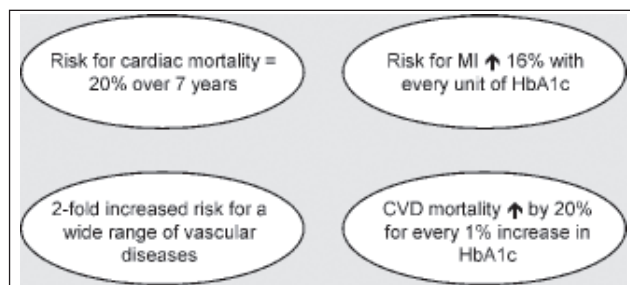 Risk for cardiac mortality =
20% over 7 years
Risk for MI ↑ 16% with
every unit of HbA1c
2-fold increased risk for a
wide range of vascular
diseases
CVD mortality ↑ by 20%
for every 1% increase in
HbA1c